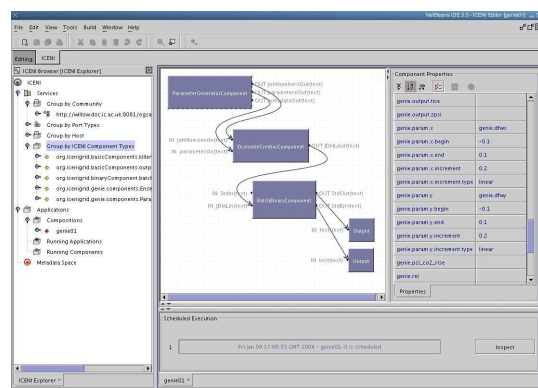 NetBeans IDE 3.5 - ICENI Editor [genie01]
File Edit View Tools Build Window Help
Editing ICENI
ICENI Browser [ICENI Explorer]
ICENI
Services
Group by Community
http://willow.doc.ic.ac.uk:8081/ogsa
Group by Port Types
Group by Host
Group by ICENI Component Types
org.icenigrid.basicComponents.killer
org.icenigrid.basicComponents.outp
org.icenigrid.binaryComponent.batch
org.icenigrid.genie.components.Ense
org.icenigrid.genie.components.Para
Applications
Compositions
genie01
Running Applications
Running Components
Metadata Space
ICENI Explorer
ParameterGeneratorComponent
OUT jobNumbersOut(text)
OUT parametersOut(text)
OUT metadataOut(text)
IN jobNumbersIn(text)
IN parametersIn(text)
EnsembleCreatorComponent
OUT JDMLout(text)
IN StdIn(text)
IN JDMLin(text)
BatchBinaryComponent
OUT StdOut(text)
OUT StdErr(text)
IN text(text)
Output
IN text(text)
Output
Component Properties
genie.output.tice
genie.output.zpsi
genie.param.x genie.dfwx
genie.param.x.begin -0.1
genie.param.x.end 0.1
genie.param.x.increment 0.2
genie.param.x.increment.type linear
genie.param.y genie.dfwy
genie.param.y.begin -0.1
genie.param.y.end 0.1
genie.param.y.increment 0.2
genie.param.y.increment.type linear
genie.pcl_co2_rise
genie.rel
Properties
Scheduled Execution
1 Fri Jan 09 17:08:33 GMT 2004 - genie01-0 is scheduled Inspect
genie01